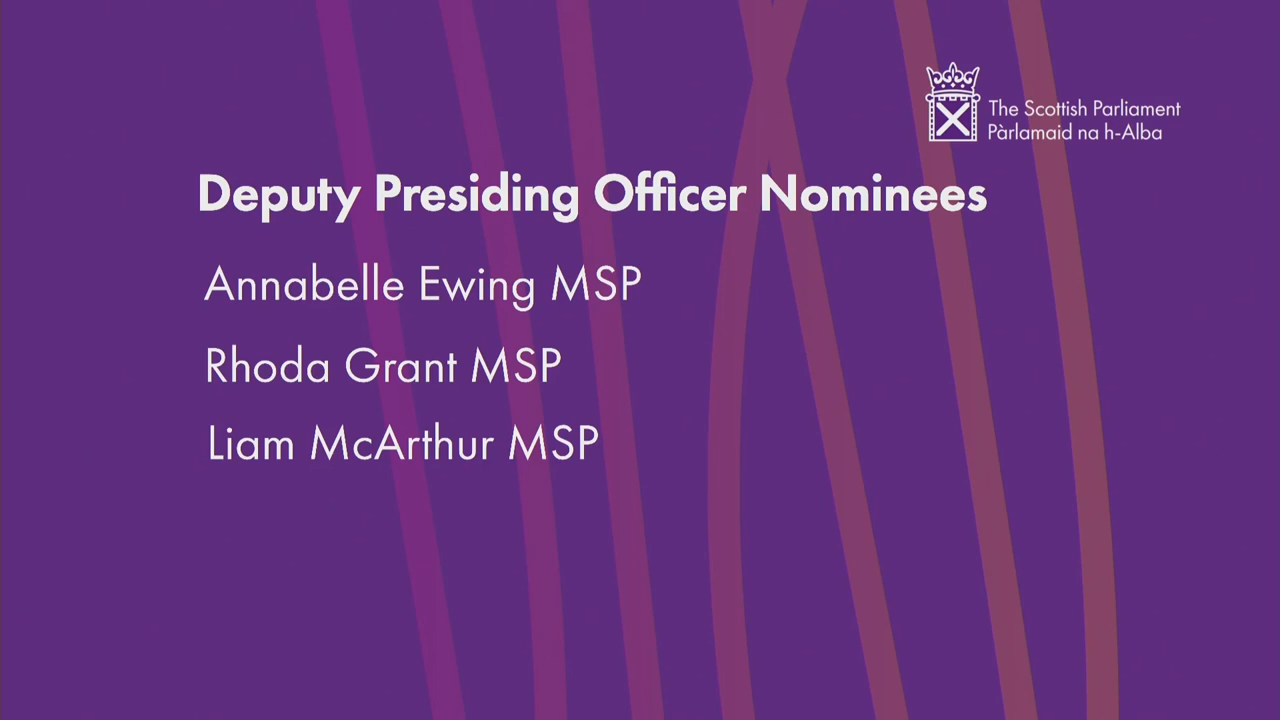 The Scottish Parliament
Pàrlamaid na h-Alba
Deputy Presiding Officer Nominees
Annabelle Ewing MSP
Rhoda Grant MSP
Liam McArthur MSP